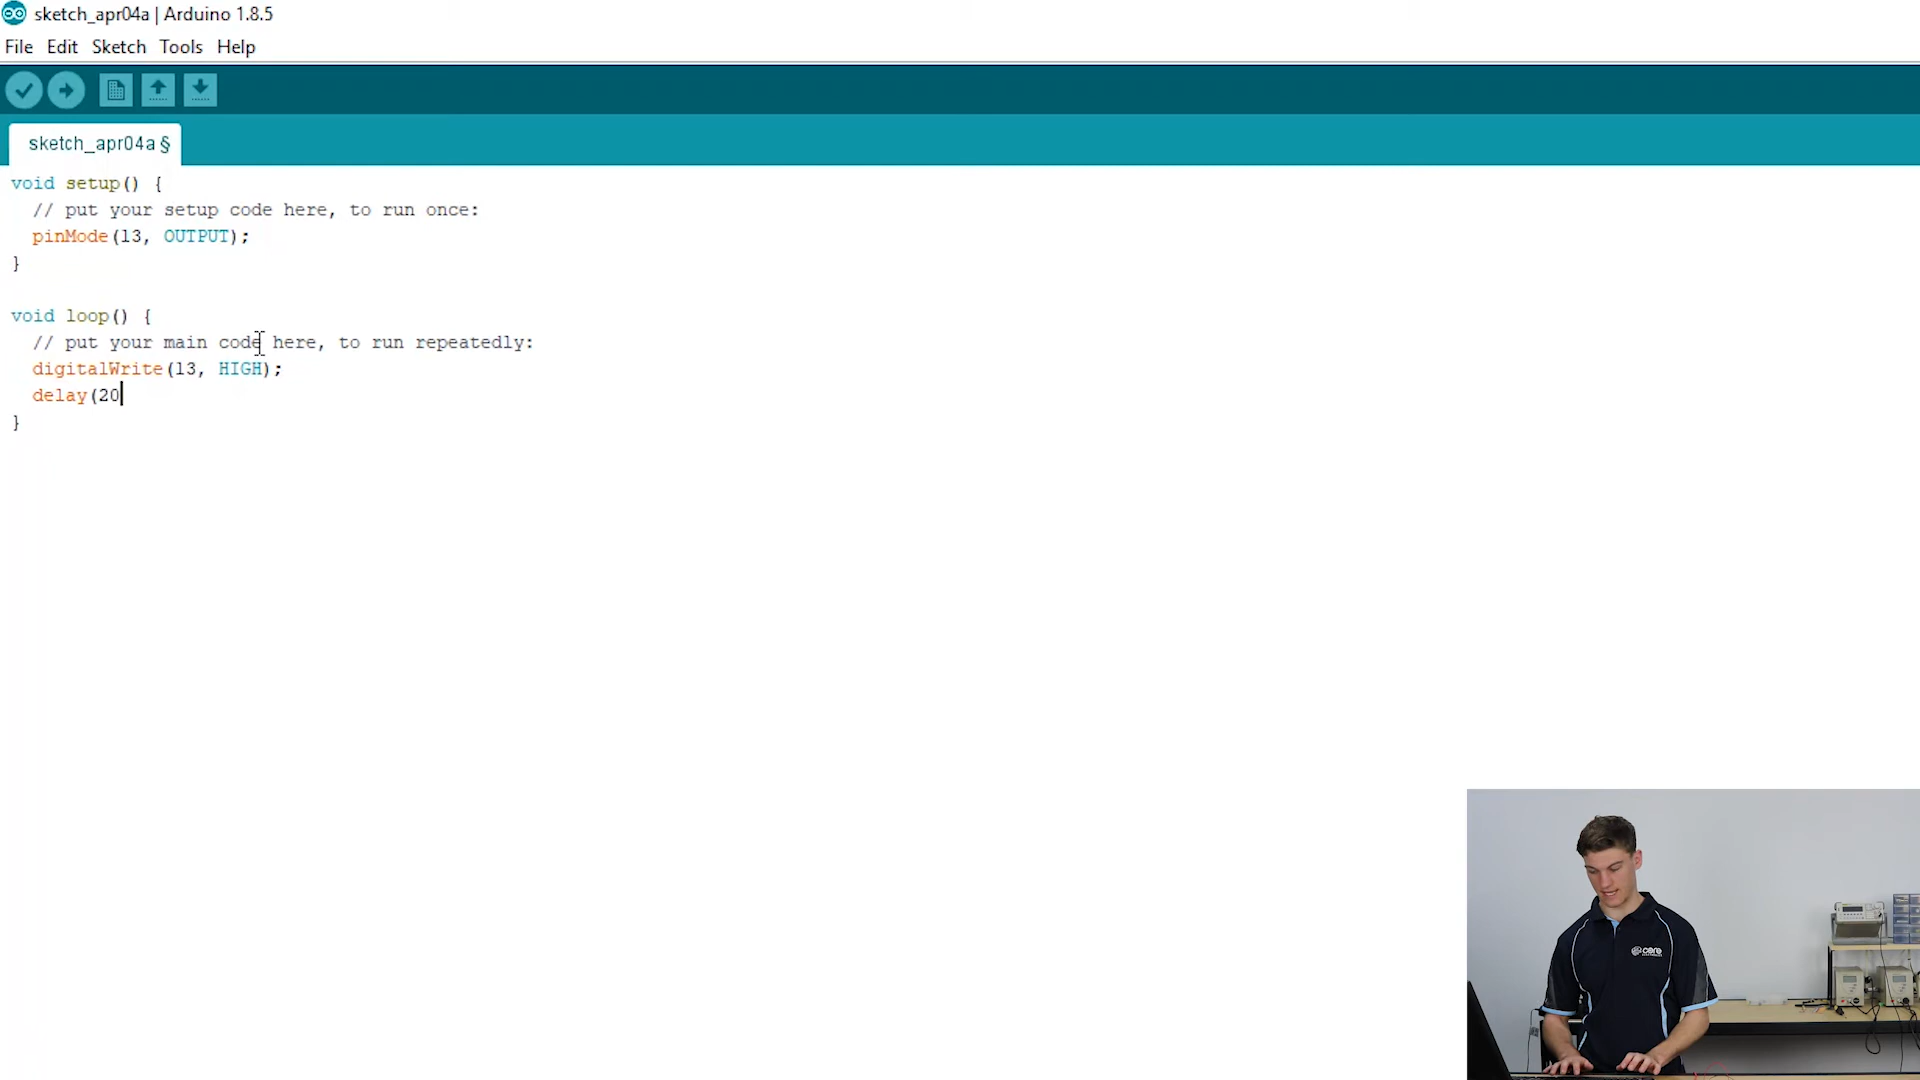 sketch_apr04a | Arduino 1.8.5
File Edit Sketch Tools Help
sketch_apr04a §
void setup() {
  // put your setup code here, to run once:
  pinMode(13, OUTPUT);
}
void loop() {
  // put your main code here, to run repeatedly:
  digitalWrite(13, HIGH);
  delay(20
}
core